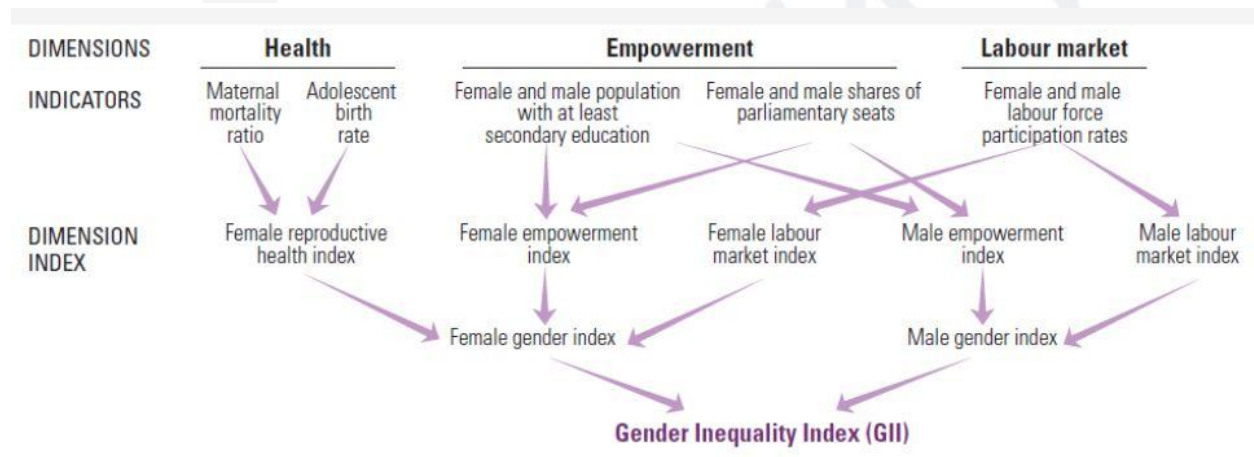 DIMENSIONS Health Empowerment Labour market
INDICATORS
Maternal
mortality
ratio
Adolescent
birth
rate
Female and male population
with at least
secondary education
Female and male shares of
parliamentary seats
Female and male
labour force
participation rates
DIMENSION
INDEX
Female reproductive
health index
Female empowerment
index
Female labour
market index
Male empowerment
index
Male labour
market index
Female gender index
Male gender index
Gender Inequality Index (GII)